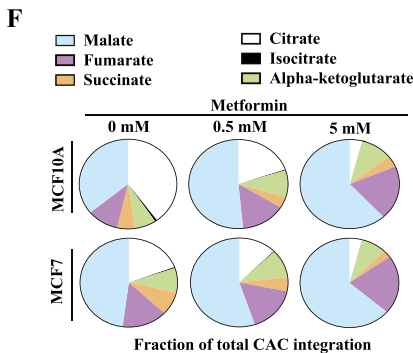 F
Malate
Fumarate
Succinate
Citrate
Isocitrate
Alpha-ketoglutarate
Metformin
0 mM 0.5 mM 5 mM
MCF10A
MCF7
Fraction of total CAC integration